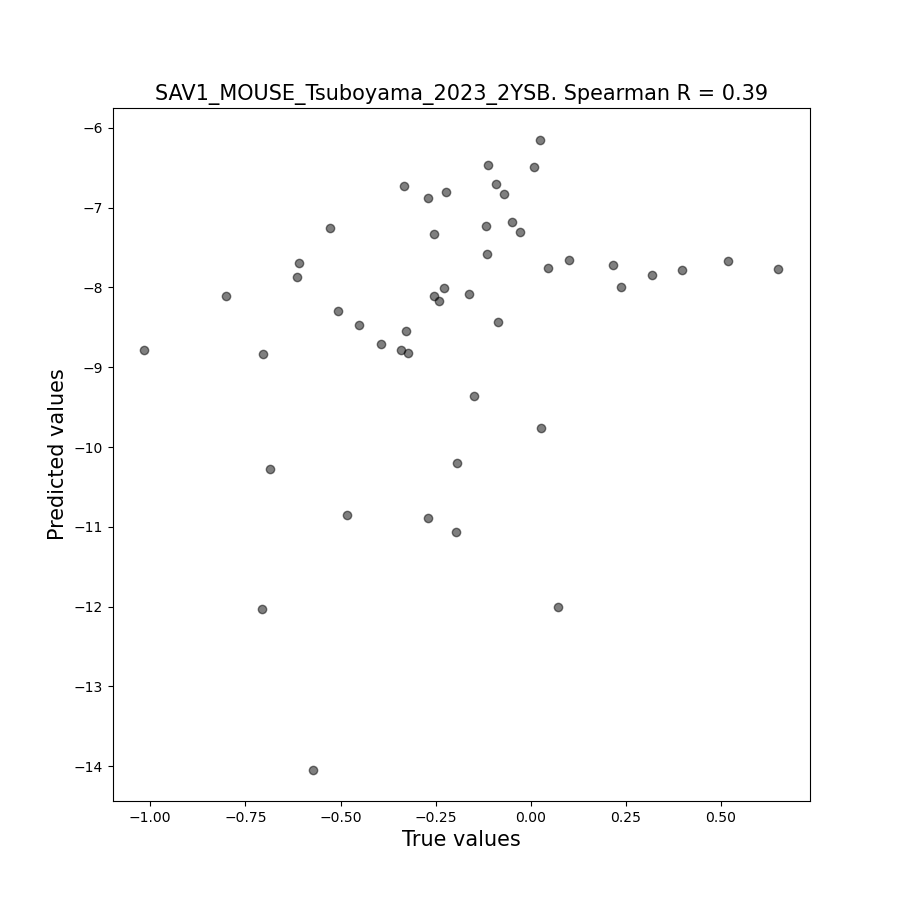 SAV1_MOUSE_Tsuboyama_2023_2YSB. Spearman R = 0.39
−6
−7
−8
−9
−10
−11
−12
−13
−14
Predicted values
−1.00 −0.75 −0.50 −0.25 0.00 0.25 0.50
True values